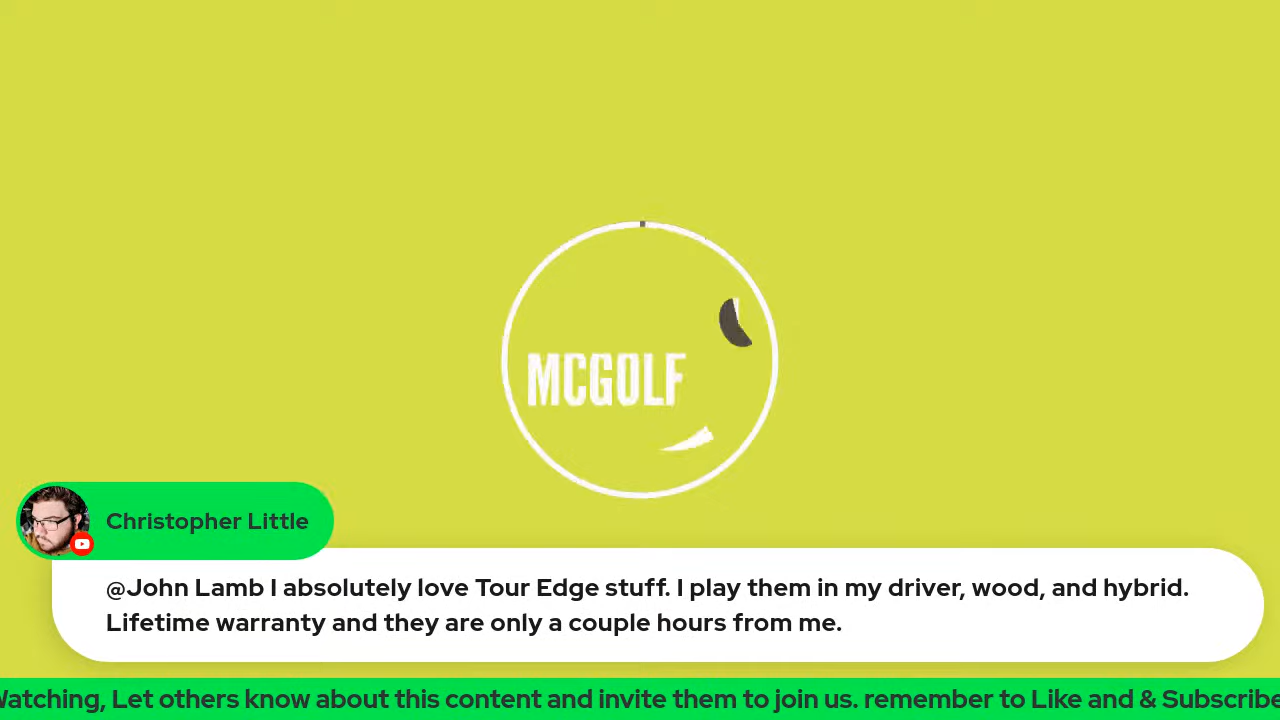 MCGOLF
Christopher Little
@John Lamb I absolutely love Tour Edge stuff. I play them in my driver, wood, and hybrid.
Lifetime warranty and they are only a couple hours from me.
Watching, Let others know about this content and invite them to join us. remember to Like and & Subscribe